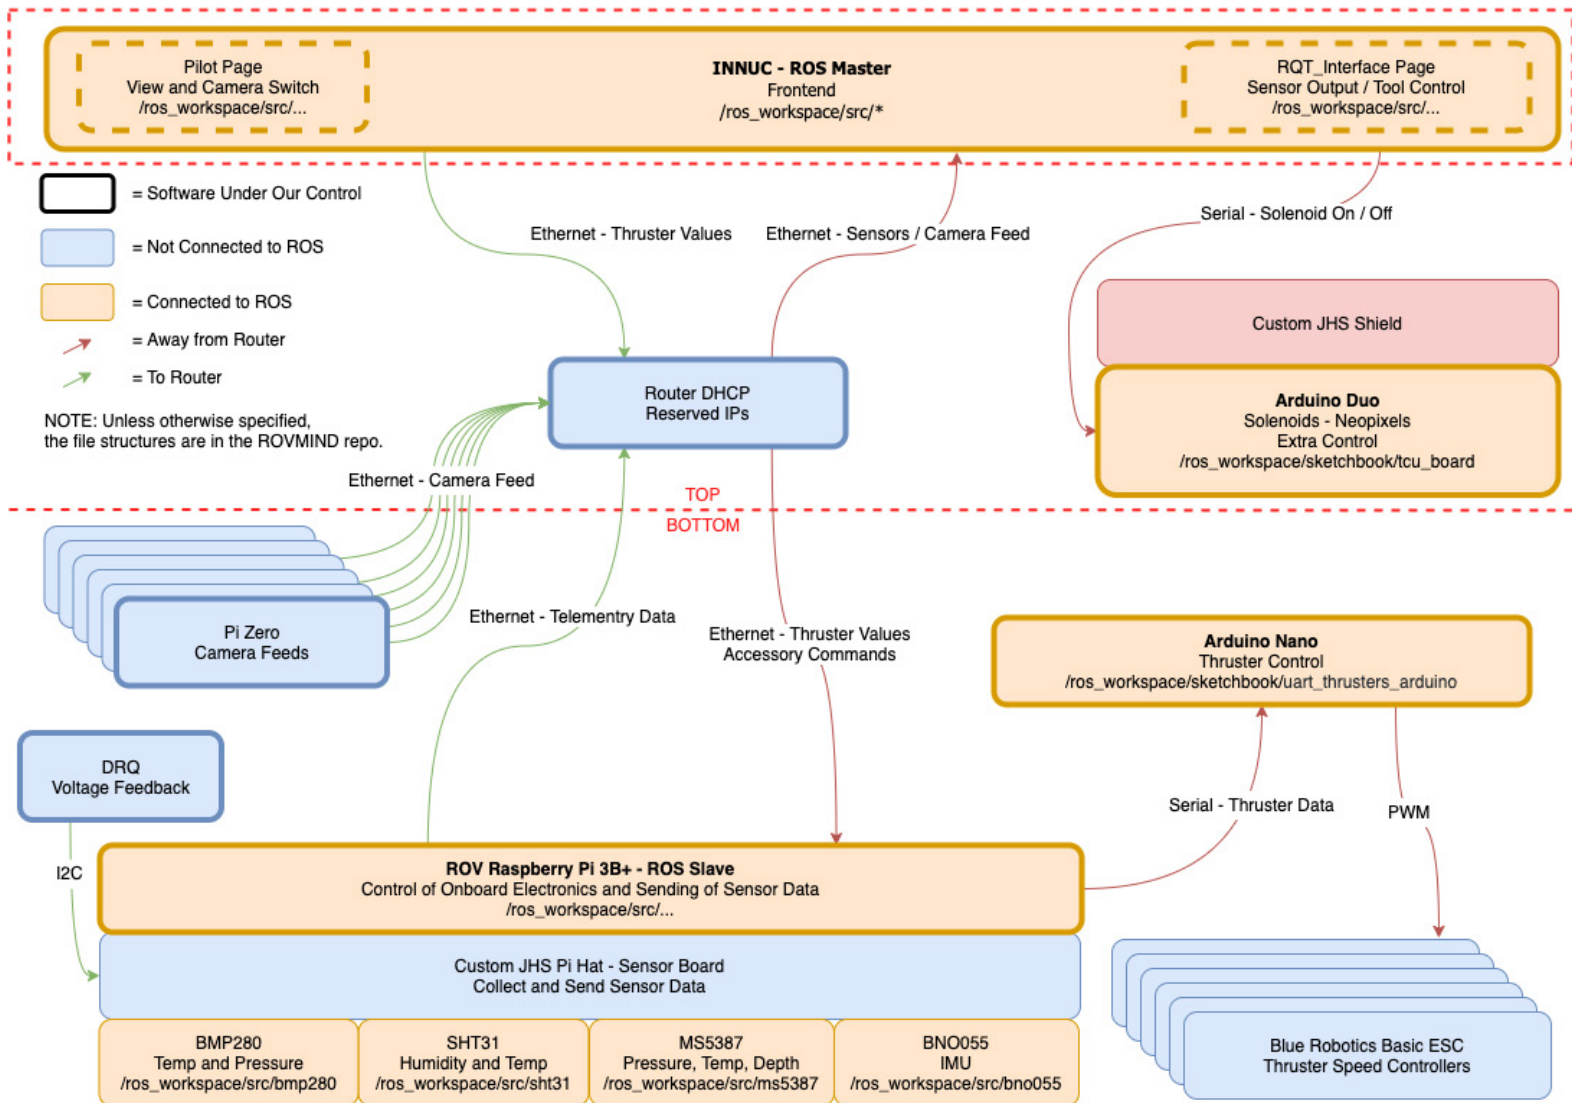 Pilot Page
View and Camera Switch
/ros_workspace/src/...
INNUC - ROS Master
Frontend
/ros_workspace/src/*
RQT_Interface Page
Sensor Output / Tool Control
/ros_workspace/src/...
= Software Under Our Control
= Not Connected to ROS
= Connected to ROS
= Away from Router
= To Router
NOTE: Unless otherwise specified,
the file structures are in the ROVMIND repo.
Ethernet - Thruster Values
Ethernet - Sensors / Camera Feed
Serial - Solenoid On / Off
Custom JHS Shield
Router DHCP
Reserved IPs
Arduino Duo
Solenoids - Neopixels
Extra Control
/ros_workspace/sketchbook/tcu_board
Ethernet - Camera Feed
TOP
BOTTOM
Pi Zero
Camera Feeds
Ethernet - Telementry Data
Ethernet - Thruster Values
Accessory Commands
Arduino Nano
Thruster Control
/ros_workspace/sketchbook/uart_thrusters_arduino
DRQ
Voltage Feedback
I2C
Serial - Thruster Data
PWM
ROV Raspberry Pi 3B+ - ROS Slave
Control of Onboard Electronics and Sending of Sensor Data
/ros_workspace/src/...
Custom JHS Pi Hat - Sensor Board
Collect and Send Sensor Data
BMP280
Temp and Pressure
/ros_workspace/src/bmp280
SHT31
Humidity and Temp
/ros_workspace/src/sht31
MS5387
Pressure, Temp, Depth
/ros_workspace/src/ms5387
BNO055
IMU
/ros_workspace/src/bno055
Blue Robotics Basic ESC
Thruster Speed Controllers